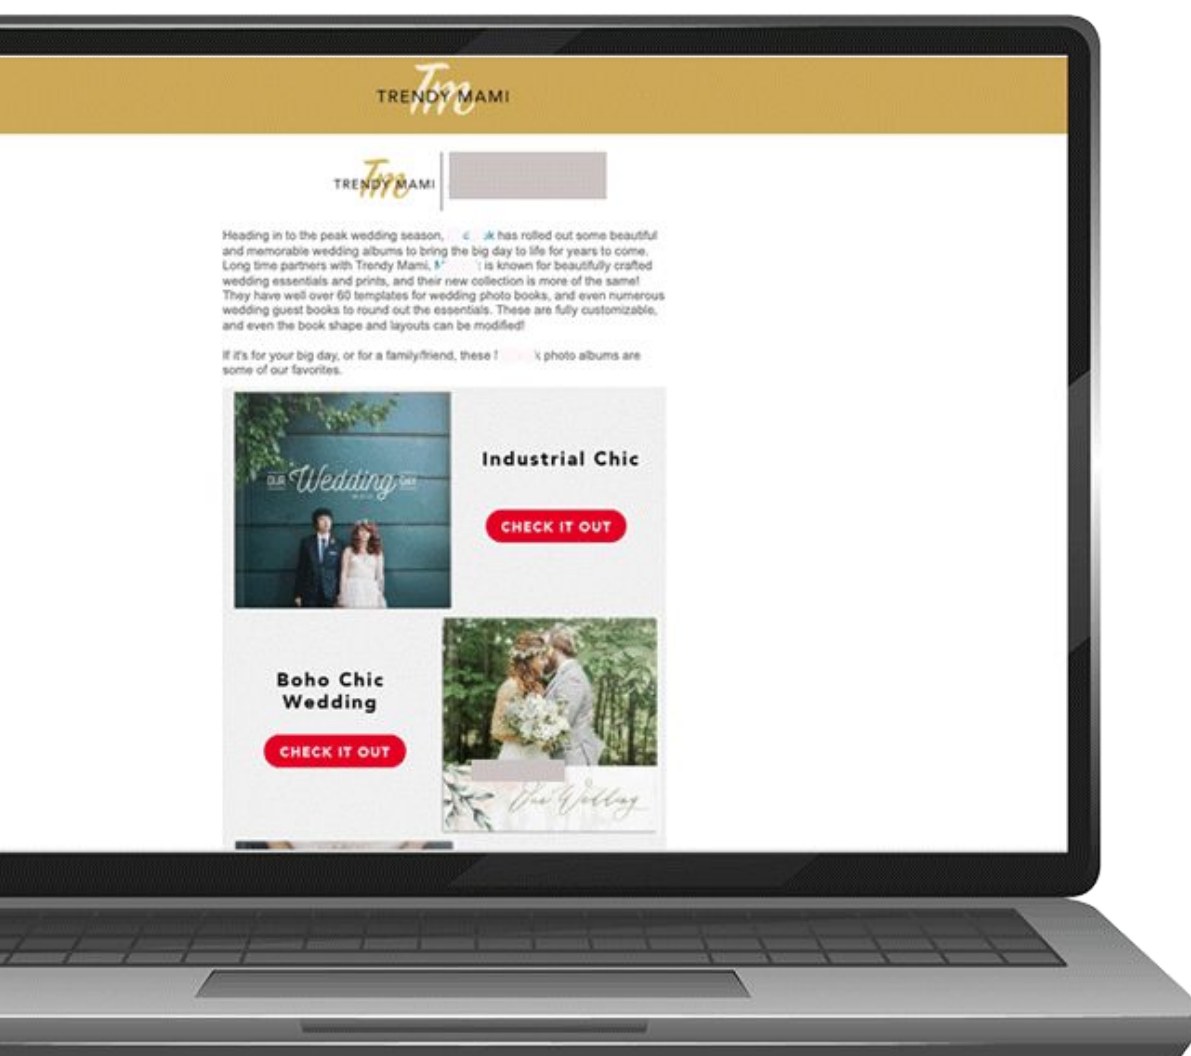 Tm
TRENDY MAMI
Tm
TRENDY MAMI
Heading in to the peak wedding season, has rolled out some beautiful
and memorable wedding albums to bring the big day to life for years to come.
Long time partners with Trendy Mami, is known for beautifully crafted
wedding essentials and prints, and their new collection is more of the same!
They have well over 60 templates for wedding photo books, and even numerous
wedding guest books to round out the essentials. These are fully customizable,
and even the book shape and layouts can be modified!
If it's for your big day, or for a family/friend, these photo albums are
some of our favorites.
OUR Wedding DAY
Industrial Chic
CHECK IT OUT
Boho Chic
Wedding
CHECK IT OUT
Our Wedding